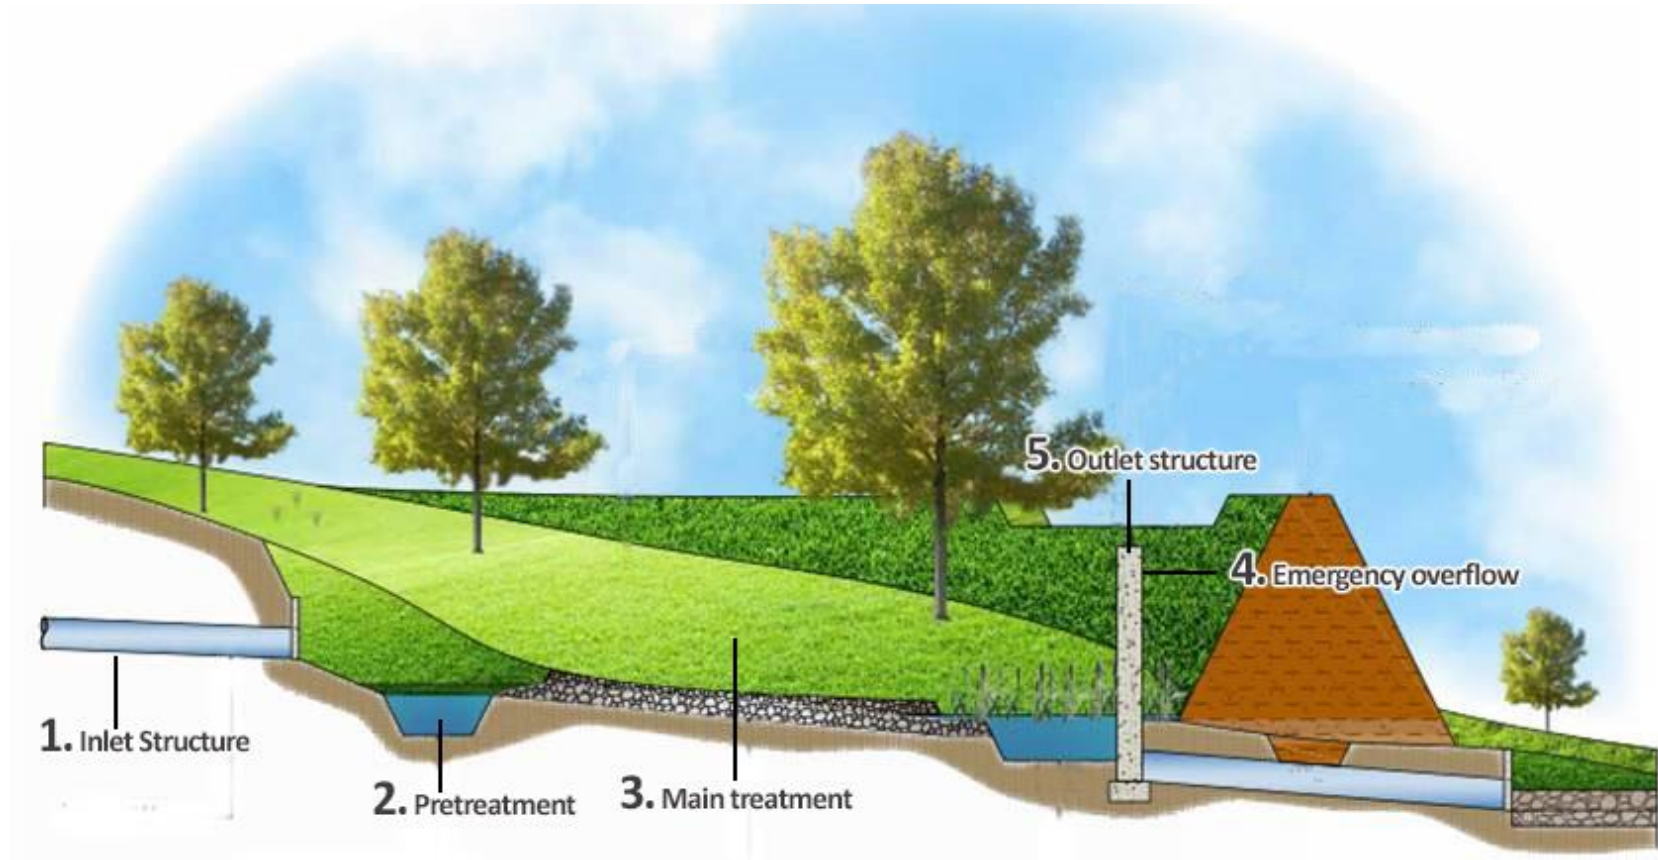 1. Inlet Structure
2. Pretreatment
3. Main treatment
4. Emergency overflow
5. Outlet structure